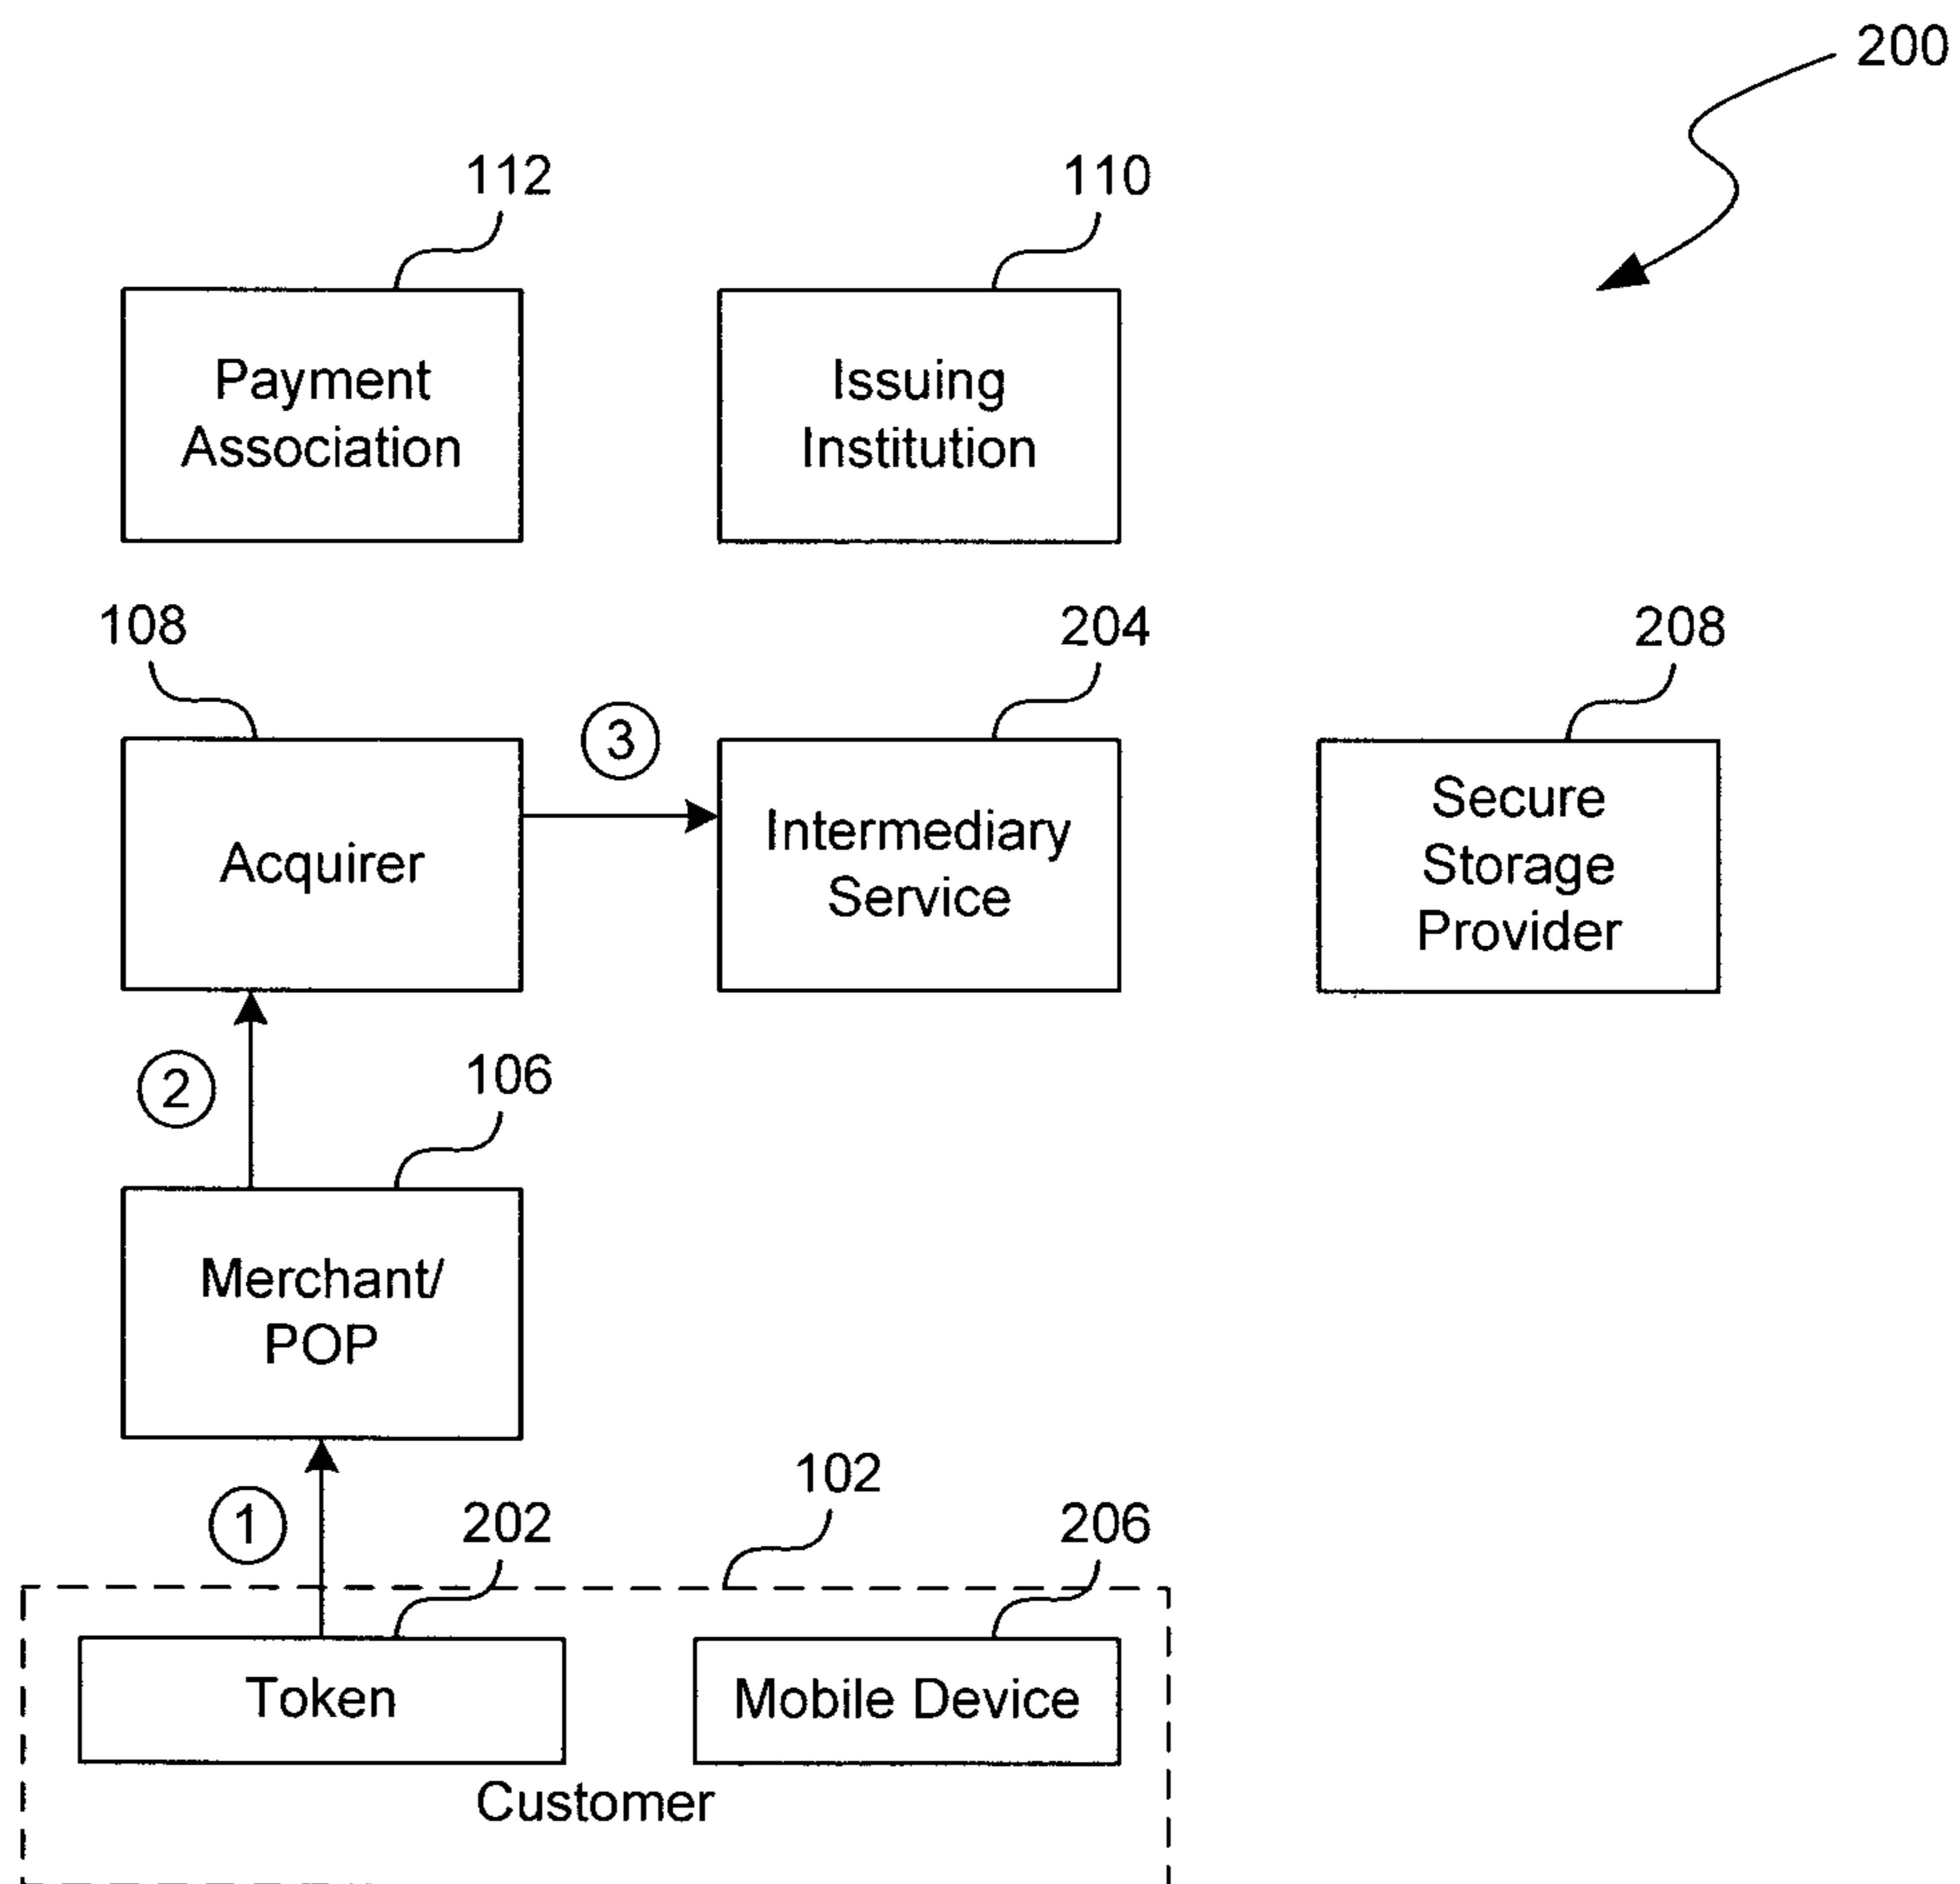 200
112
110
Payment
Association
Issuing
Institution
108
204
208
3
Acquirer
Intermediary
Service
Secure
Storage
Provider
2
106
Merchant/
POP
1
202
102
206
Token
Mobile Device
Customer